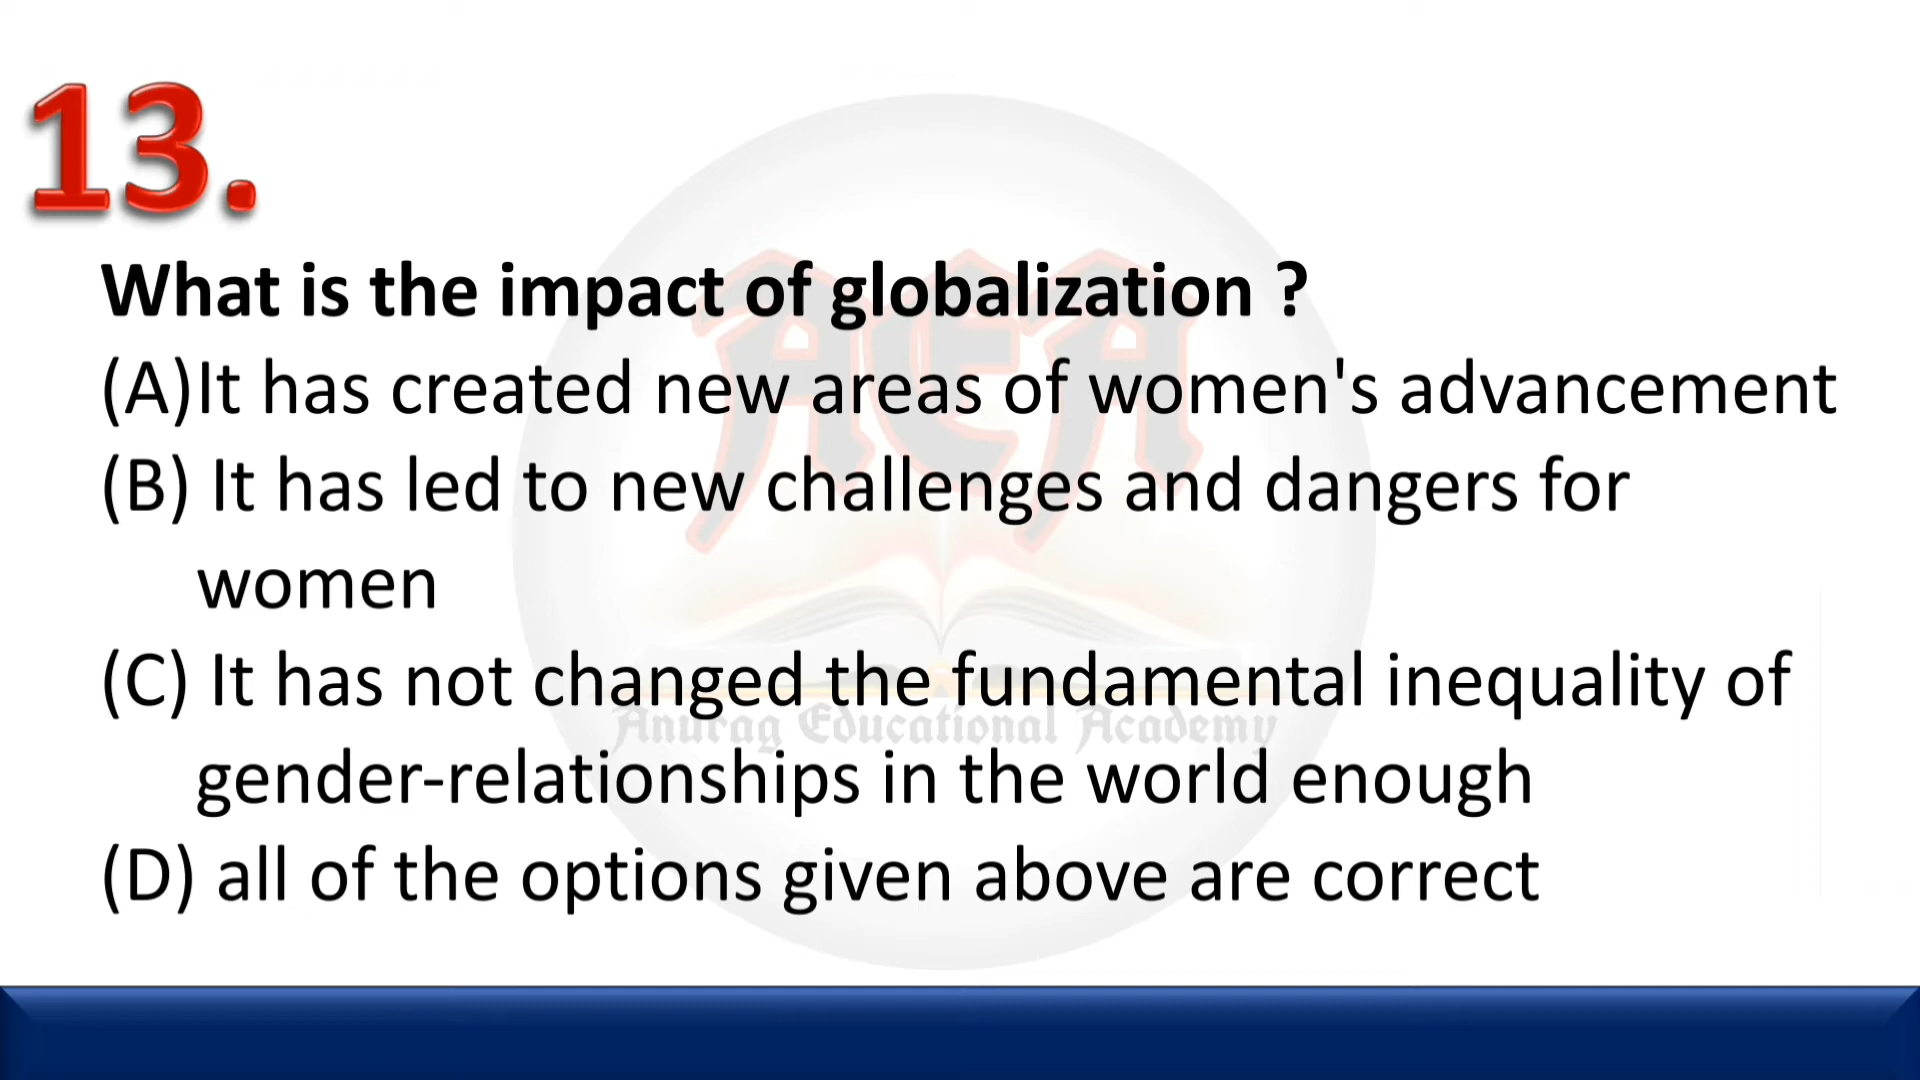 13.
What is the impact of globalization ?
(A)It has created new areas of women's advancement
(B) It has led to new challenges and dangers for
women
(C) It has not changed the fundamental inequality of
gender-relationships in the world enough
(D) all of the options given above are correct
AEA
Anurag Educational Academy